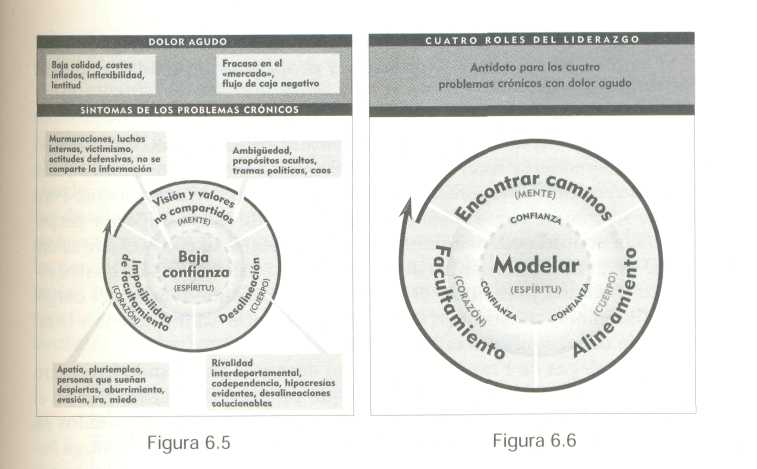 DOLOR AGUDO
Baja calidad, costes
inflados, inflexibilidad,
lentitud
Fracaso en el
«mercado»,
flujo de caja negativo
SÍNTOMAS DE LOS PROBLEMAS CRÓNICOS
Murmuraciones, luchas
internas, victimismo,
actitudes defensivas, no se
comparte la información
Ambigüedad,
propósitos ocultos,
tramas políticas, caos
Visión y valores
no compartidos
(MENTE)
Baja
confianza
(ESPÍRITU)
Imposibilidad
de facultamiento
(CORAZÓN)
Desalineación
(CUERPO)
Apatía, pluriempleo,
personas que sueñan
despiertas, aburrimiento,
evasión, ira, miedo
Rivalidad
interdepartamental,
codependencia, hipocresías
evidentes, desalineaciones
solucionables
Figura 6.5
CUATRO ROLES DEL LIDERAZGO
Antídoto para los cuatro
problemas crónicos con dolor agudo
Encontrar caminos
(MENTE)
CONFIANZA
Modelar
(ESPÍRITU)
Facultamiento
(CORAZÓN)
CONFIANZA
CONFIANZA
(CUERPO)
Alineamiento
Figura 6.6